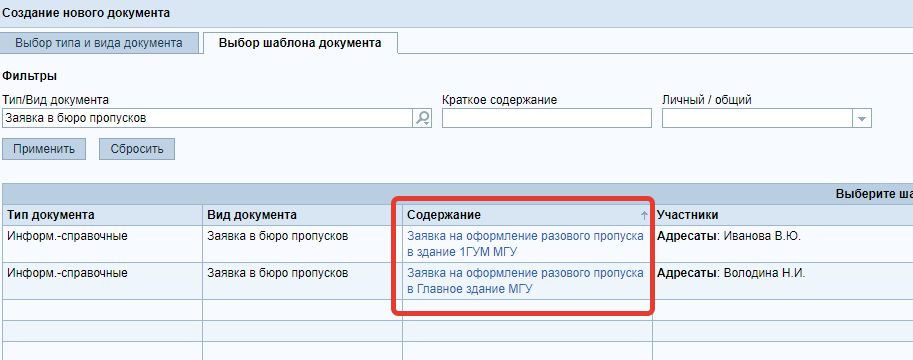 Создание нового документа
Выбор типа и вида документа Выбор шаблона документа
Фильтры
Тип/Вид документа Краткое содержание Личный / общий
Заявка в бюро пропусков
Применить Сбросить
Выберите ша
Тип документа Вид документа Содержание Участники
Информ.-справочные Заявка в бюро пропусков Заявка на оформление разового пропуска Адресаты: Иванова В.Ю.
в здание 1ГУМ МГУ
Информ.-справочные Заявка в бюро пропусков Заявка на оформление разового пропуска Адресаты: Володина Н.И.
в Главное здание МГУ